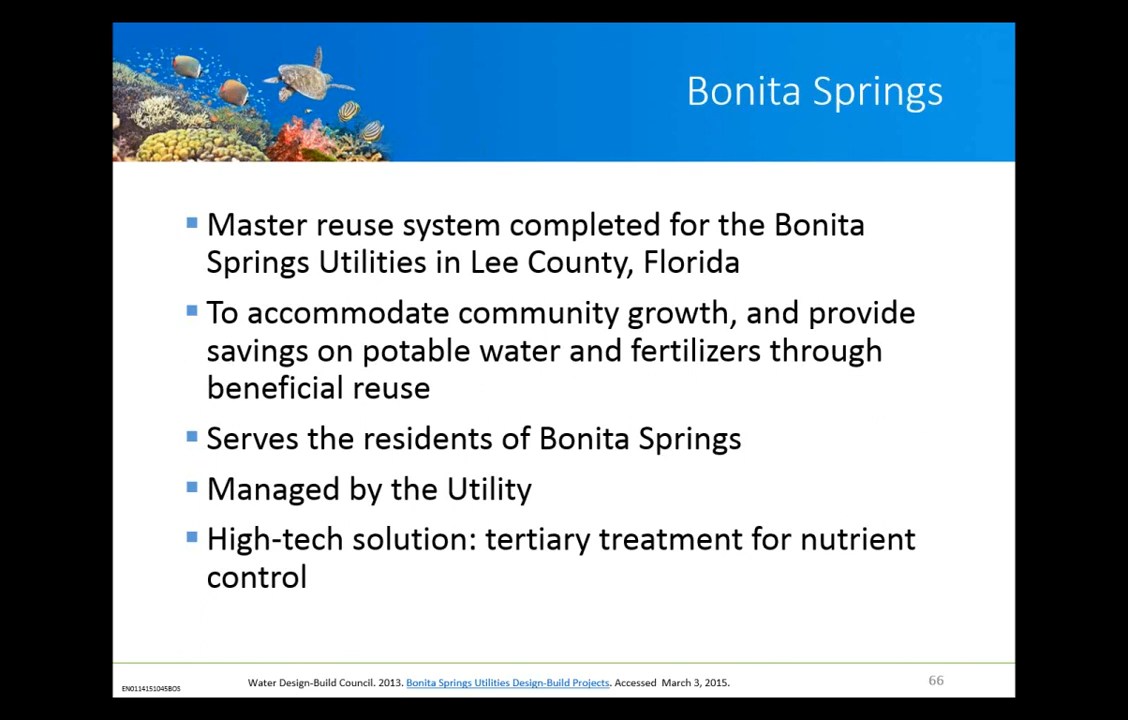 Bonita Springs
▪ Master reuse system completed for the Bonita
Springs Utilities in Lee County, Florida
▪ To accommodate community growth, and provide
savings on potable water and fertilizers through
beneficial reuse
▪ Serves the residents of Bonita Springs
▪ Managed by the Utility
▪ High-tech solution: tertiary treatment for nutrient
control
EN0114151045BOS
Water Design-Build Council. 2013. Bonita Springs Utilities Design-Build Projects. Accessed March 3, 2015.
66